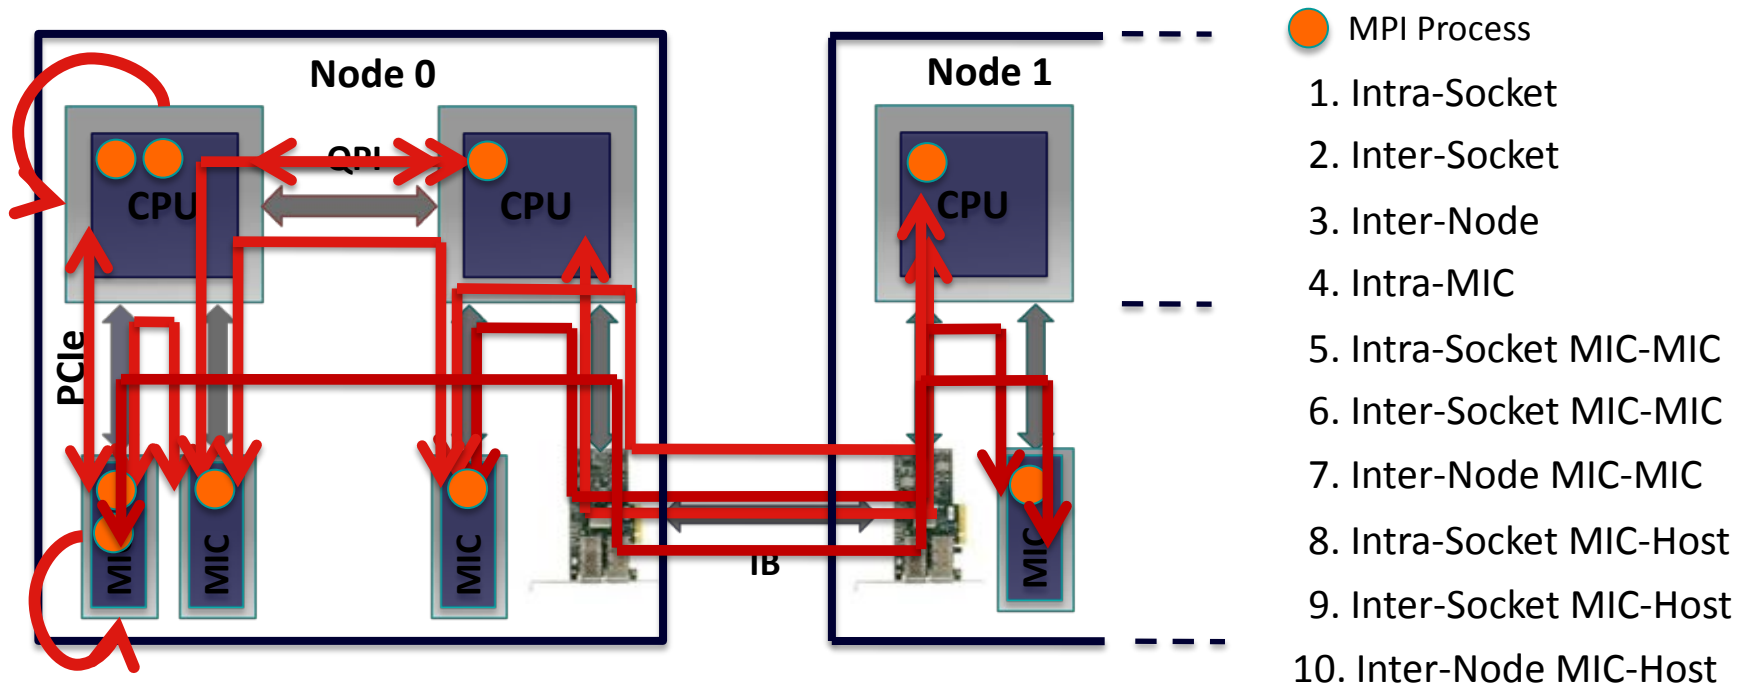 Node 0
Node 1
QPI
CPU
CPU
CPU
PCIe
MIC
MIC
MIC
MIC
IB
MPI Process
1. Intra-Socket
2. Inter-Socket
3. Inter-Node
4. Intra-MIC
5. Intra-Socket MIC-MIC
6. Inter-Socket MIC-MIC
7. Inter-Node MIC-MIC
8. Intra-Socket MIC-Host
9. Inter-Socket MIC-Host
10. Inter-Node MIC-Host